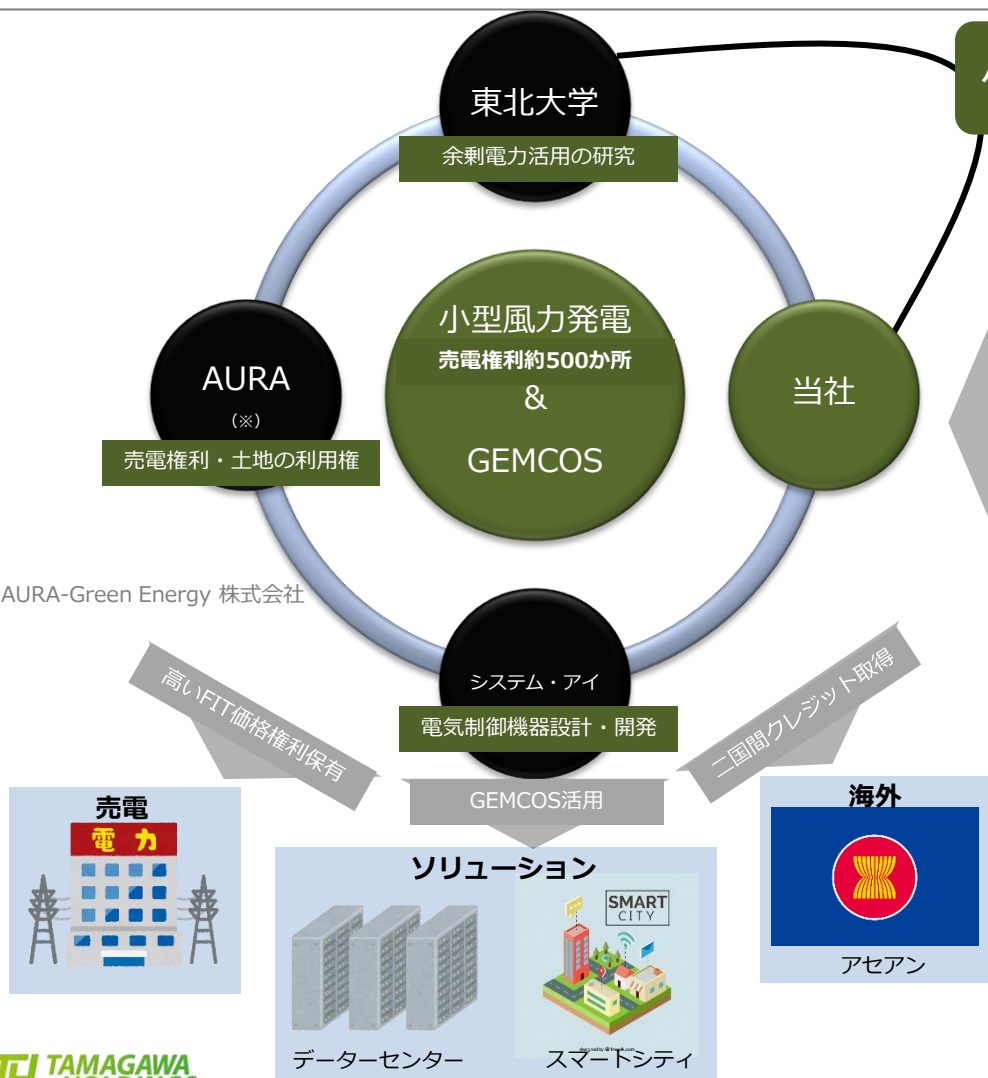 東北大学
余剰電力活用の研究
小型風力発電
売電権利約500か所
&
GEMCOS
AURA
(※)
売電権利・土地の利用権
当社
AURA-Green Energy 株式会社
システム・アイ
電気制御機器設計・開発
高いFIT価格権利保有
GEMCOS活用
二国間クレジット取得
売電
電力
ソリューション
SMART
CITY
データーセンター
スマートシティ
海外
アセアン
TAMAGAWA
HOLDINGS